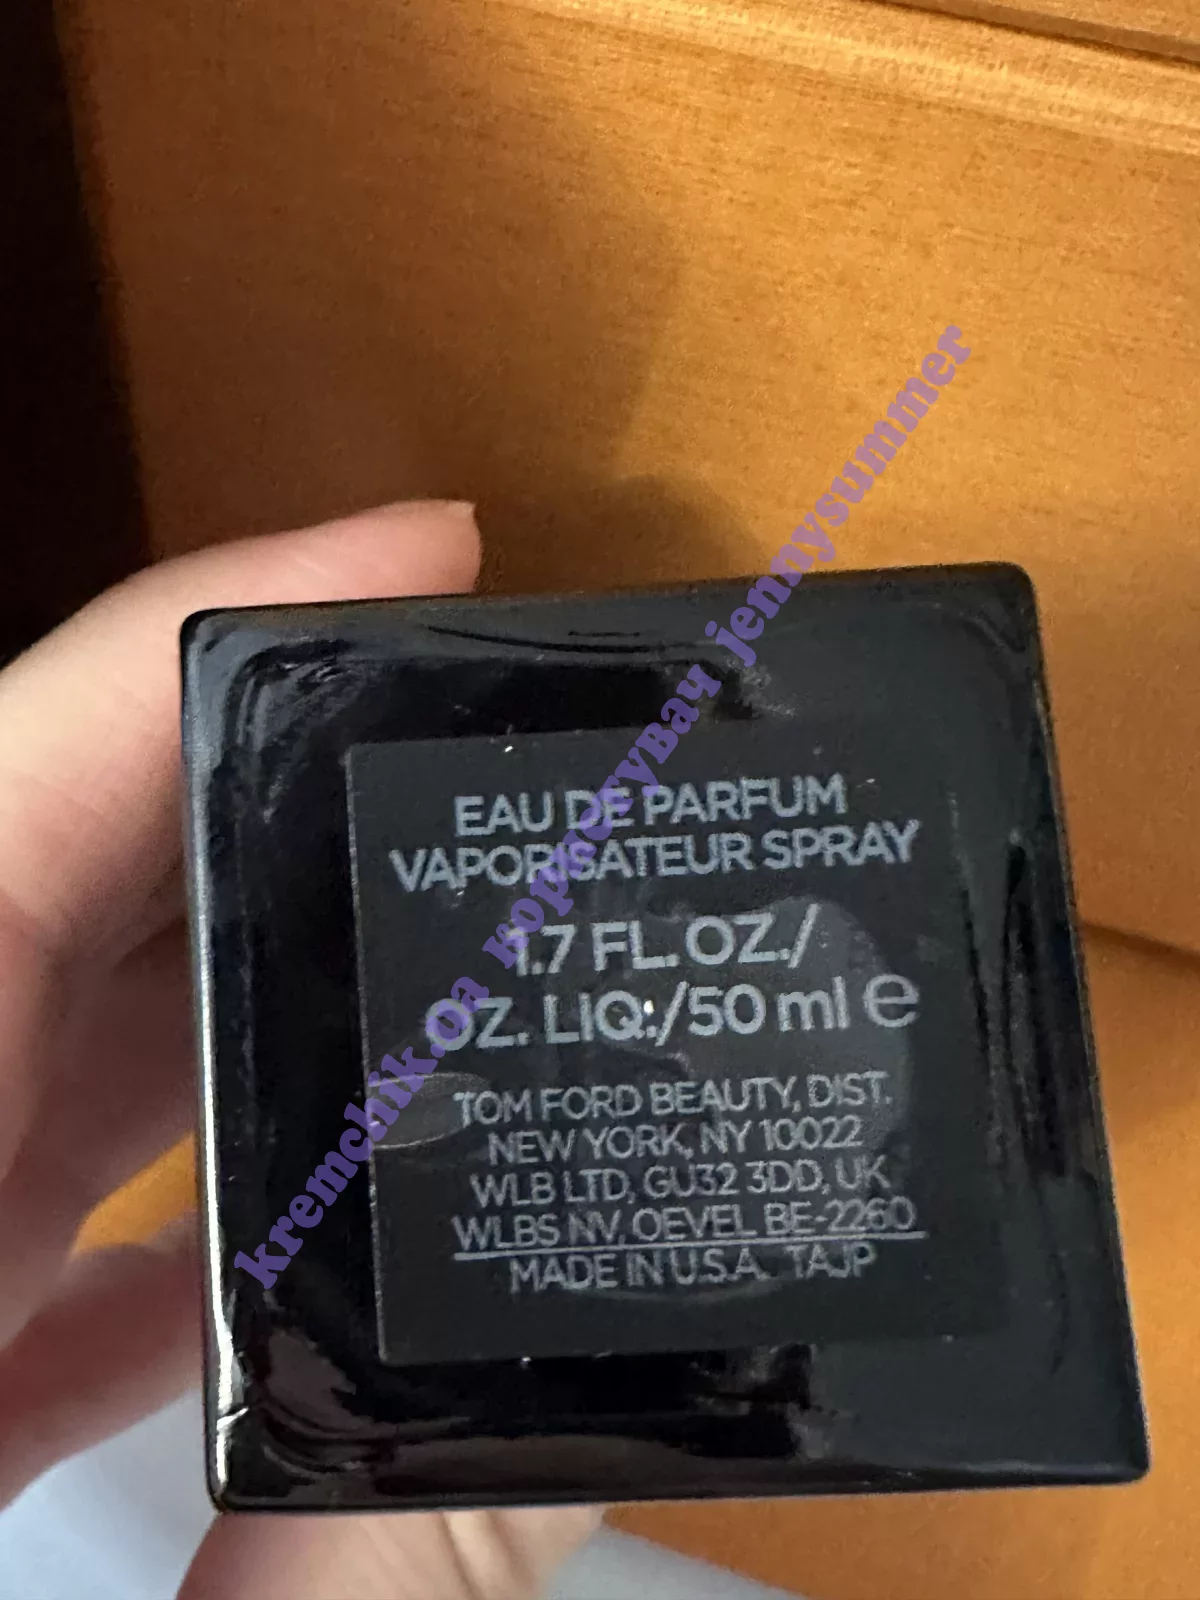 EAU DE PARFUM
VAPORISATEUR SPRAY
1.7 FL. OZ./
OZ. LIQ./50 ml e
TOM FORD BEAUTY, DIST.
NEW YORK, NY 10022
WLB LTD, GU32 3DD, UK
WLBS NV, OEVEL BE-2260
MADE IN U.S.A. TAJP
kremchik.oa jennysummer